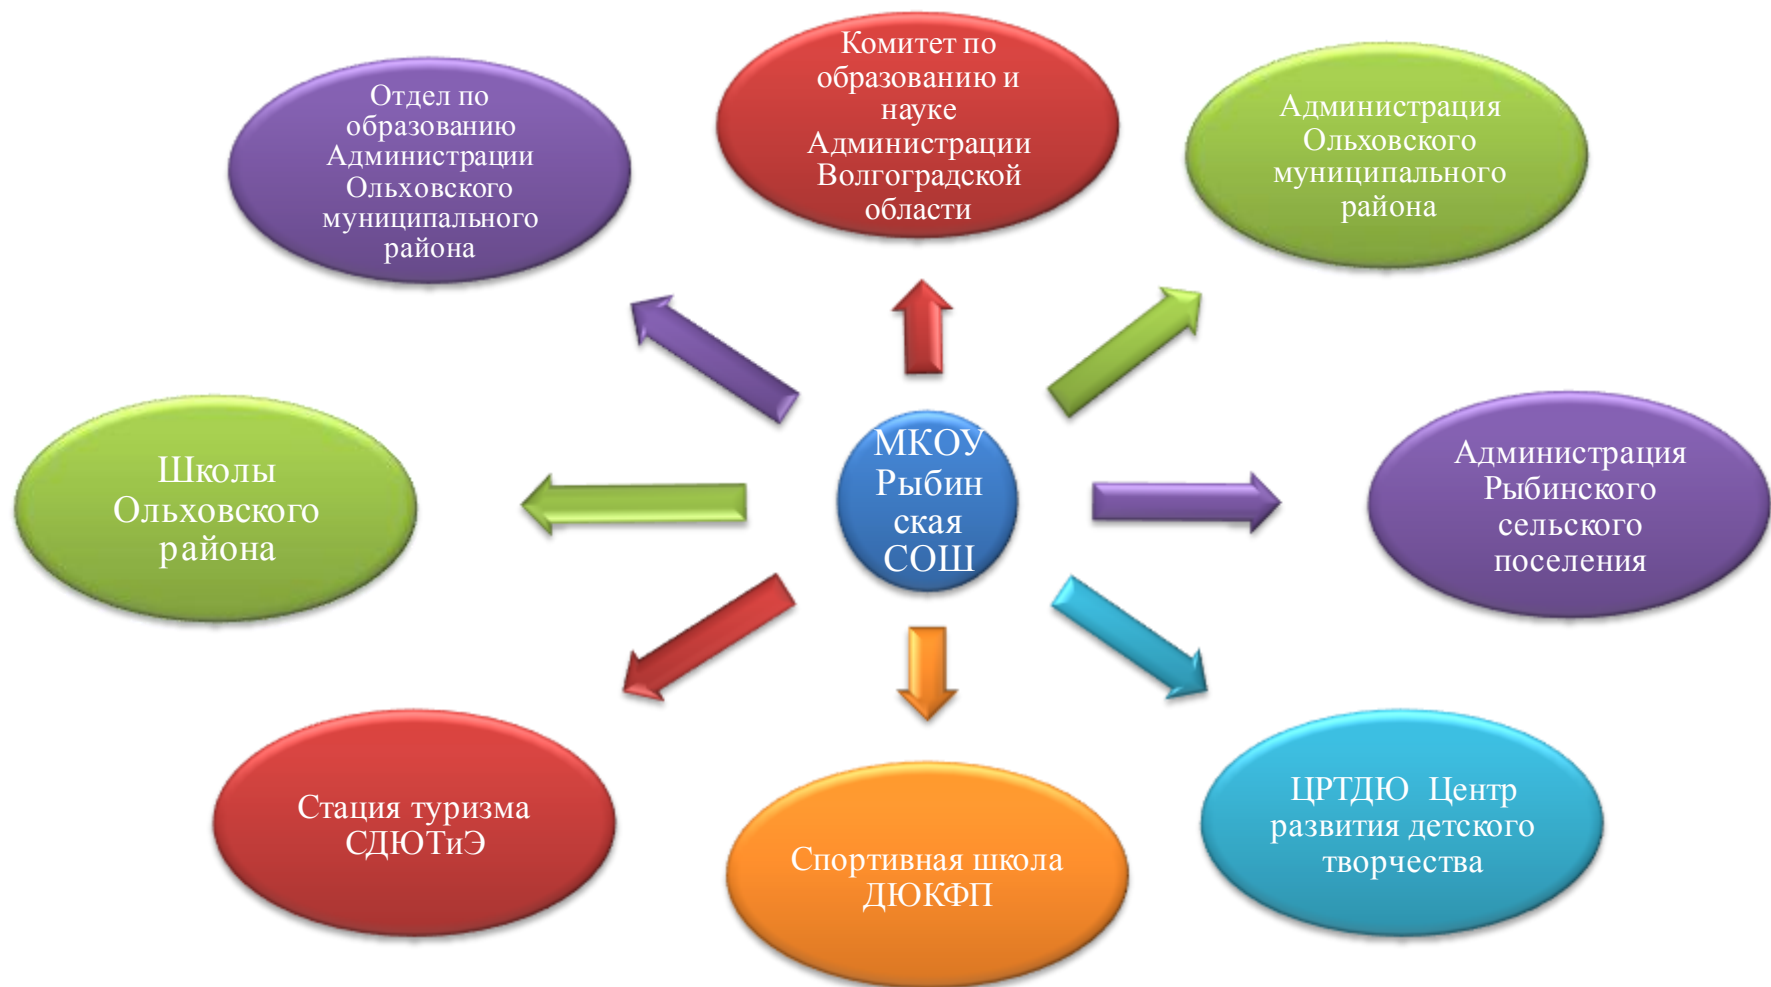 Комитет по
образованию и
науке
Администрации
Волгоградской
области
Отдел по
образованию
Администрации
Ольховского
муниципального
района
Администрация
Ольховского
муниципального
района
Школы
Ольховского
района
МКОУ
Рыбин
ская
СОШ
Администрация
Рыбинского
сельского
поселения
Стация туризма
СДЮТиЭ
Спортивная школа
ДЮКФП
ЦРТДЮ Центр
развития детского
творчества